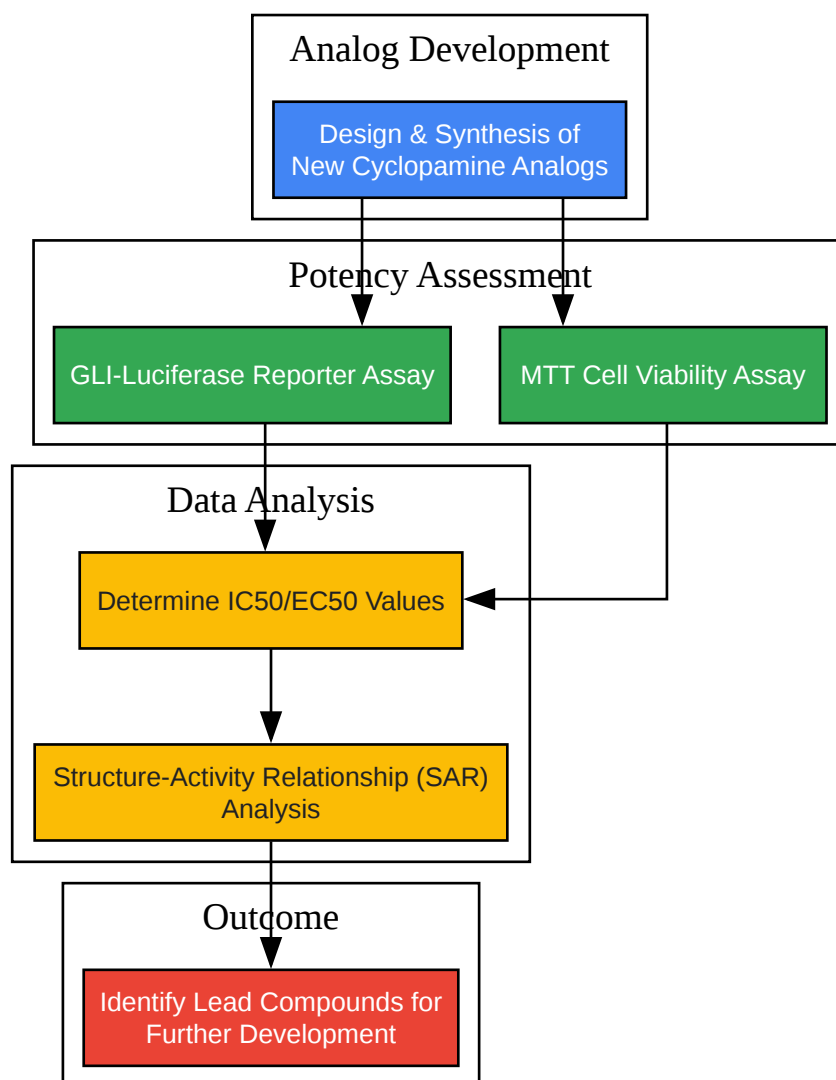 Analog Development
Design & Synthesis of
New Cyclopamine Analogs
Potency Assessment
GLI-Luciferase Reporter Assay
MTT Cell Viability Assay
Data Analysis
Determine IC50/EC50 Values
Structure-Activity Relationship (SAR)
Analysis
Outcome
Identify Lead Compounds for
Further Development